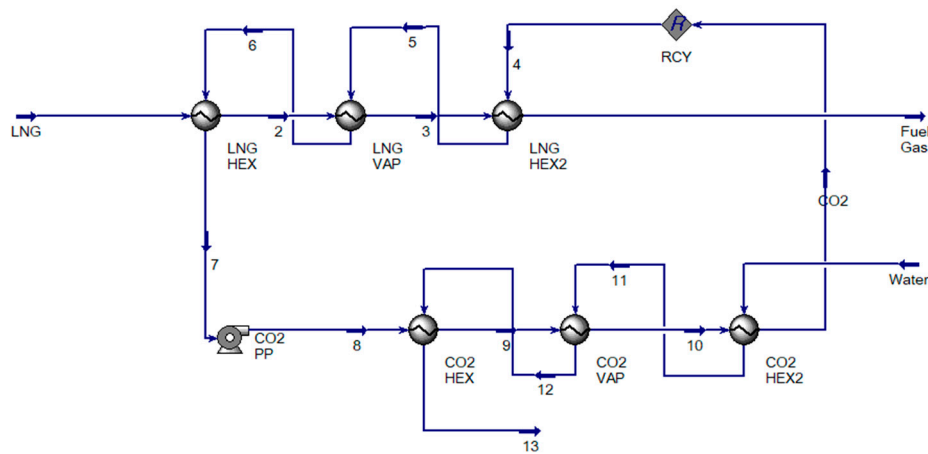 6
5
4
R
RCY
LNG
2
3
LNG
HEX
LNG
VAP
LNG
HEX2
Fuel
Gas
CO2
7
11
Water
CO2
PP
8
9
10
CO2
HEX
CO2
VAP
CO2
HEX2
12
13